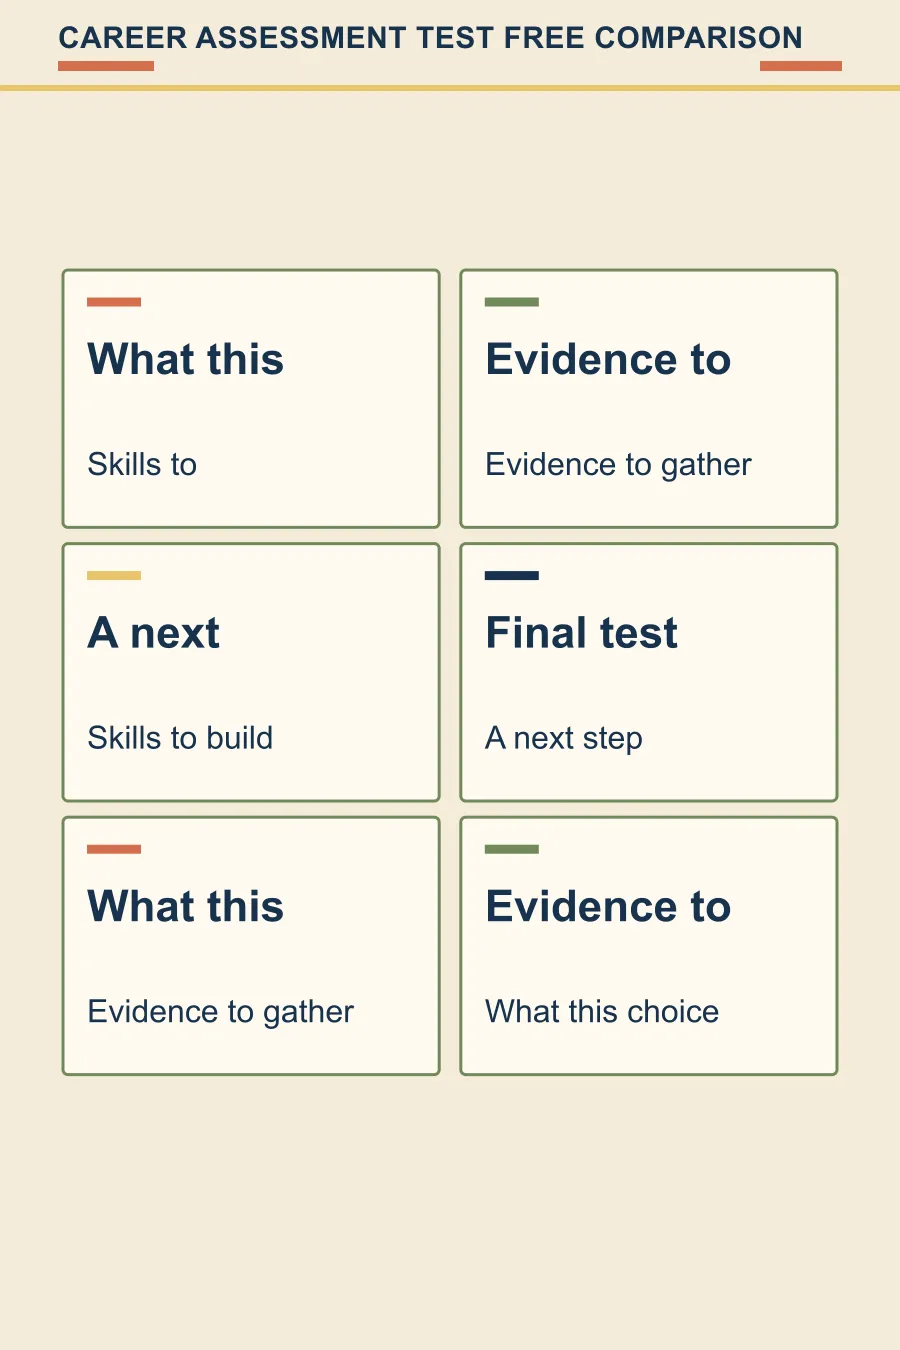 CAREER ASSESSMENT TEST FREE COMPARISON
What this
Skills to
Evidence to
Evidence to gather
A next
Skills to build
Final test
A next step
What this
Evidence to gather
Evidence to
What this choice